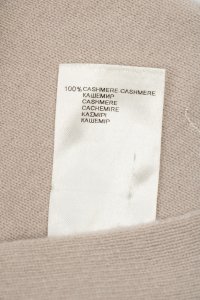 100% CASHMERE-CASHMERE
КАШЕМИР
CASHMERE
CACHEMIRE
ΚΑΣΜΙΡΙ
КАШЕМІР